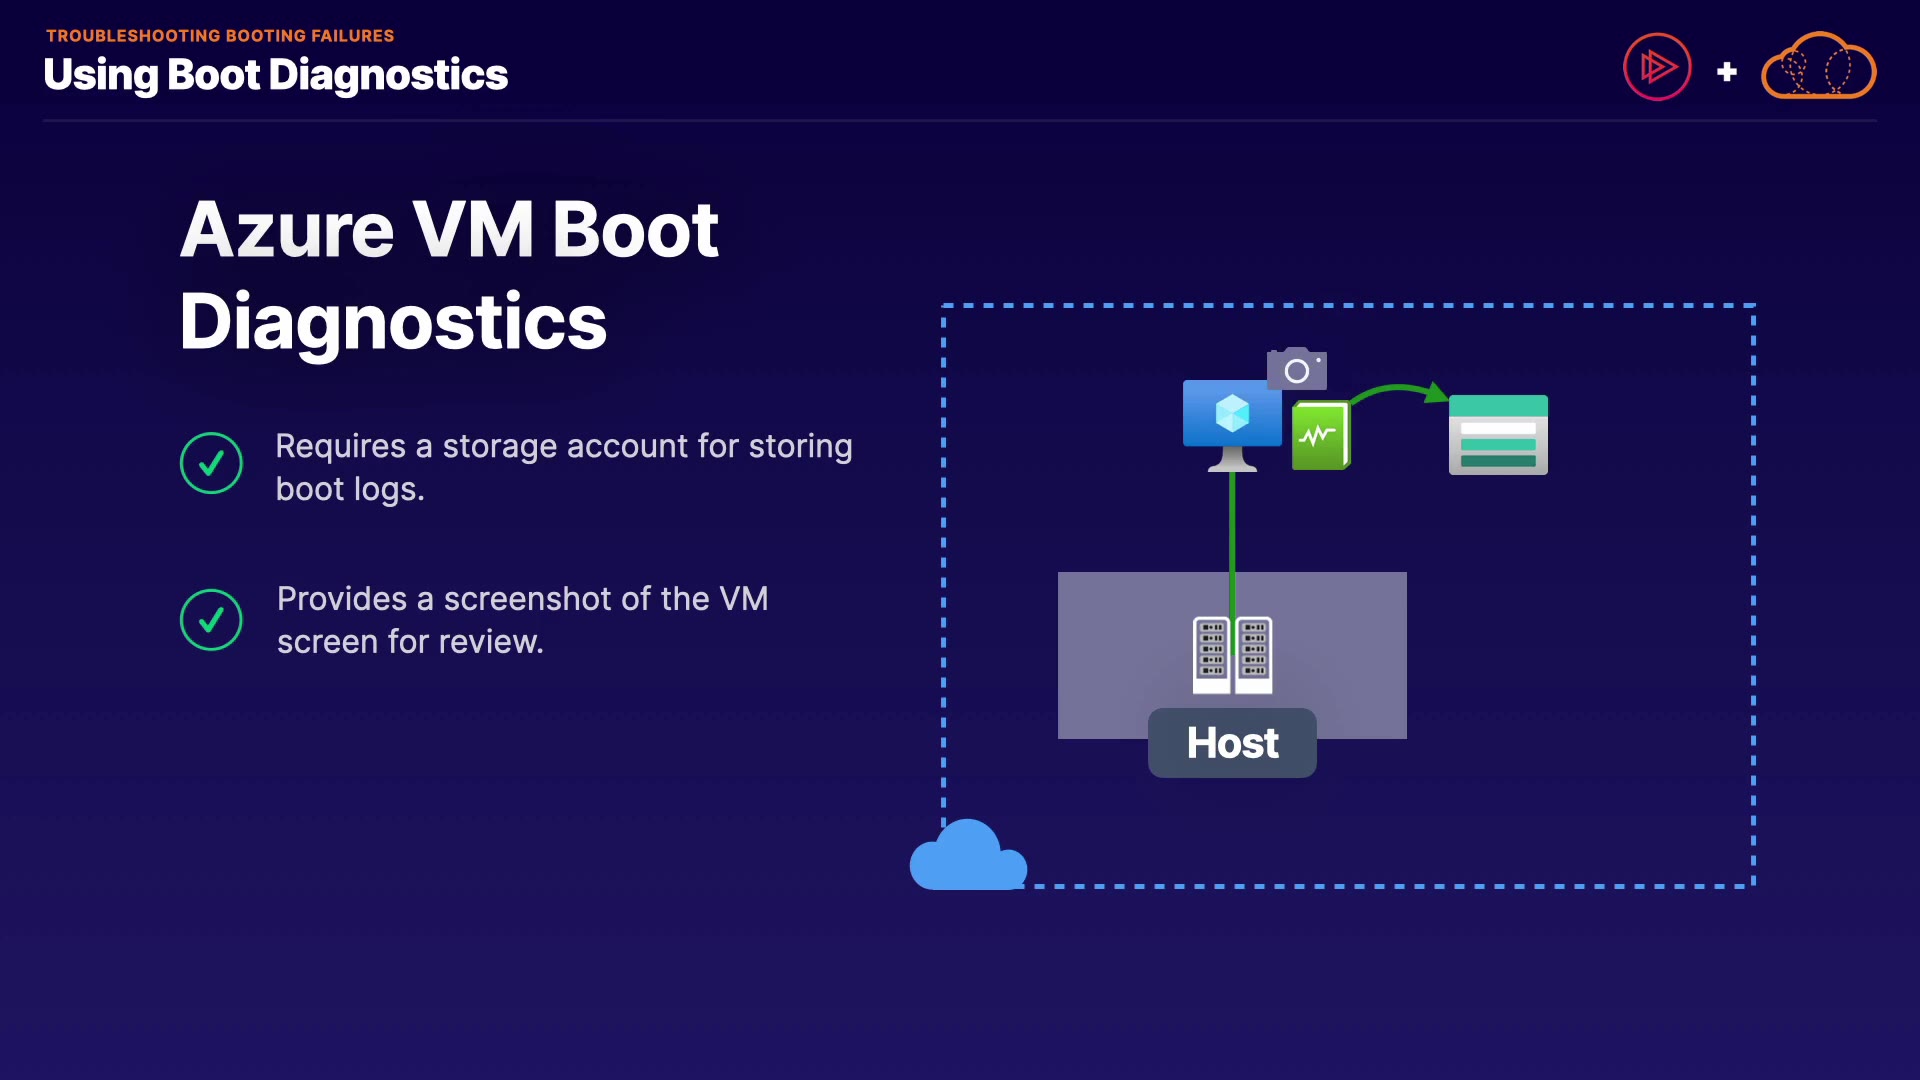 TROUBLESHOOTING BOOTING FAILURES
Using Boot Diagnostics
Azure VM Boot
Diagnostics
Requires a storage account for storing
boot logs.
Provides a screenshot of the VM
screen for review.
Host